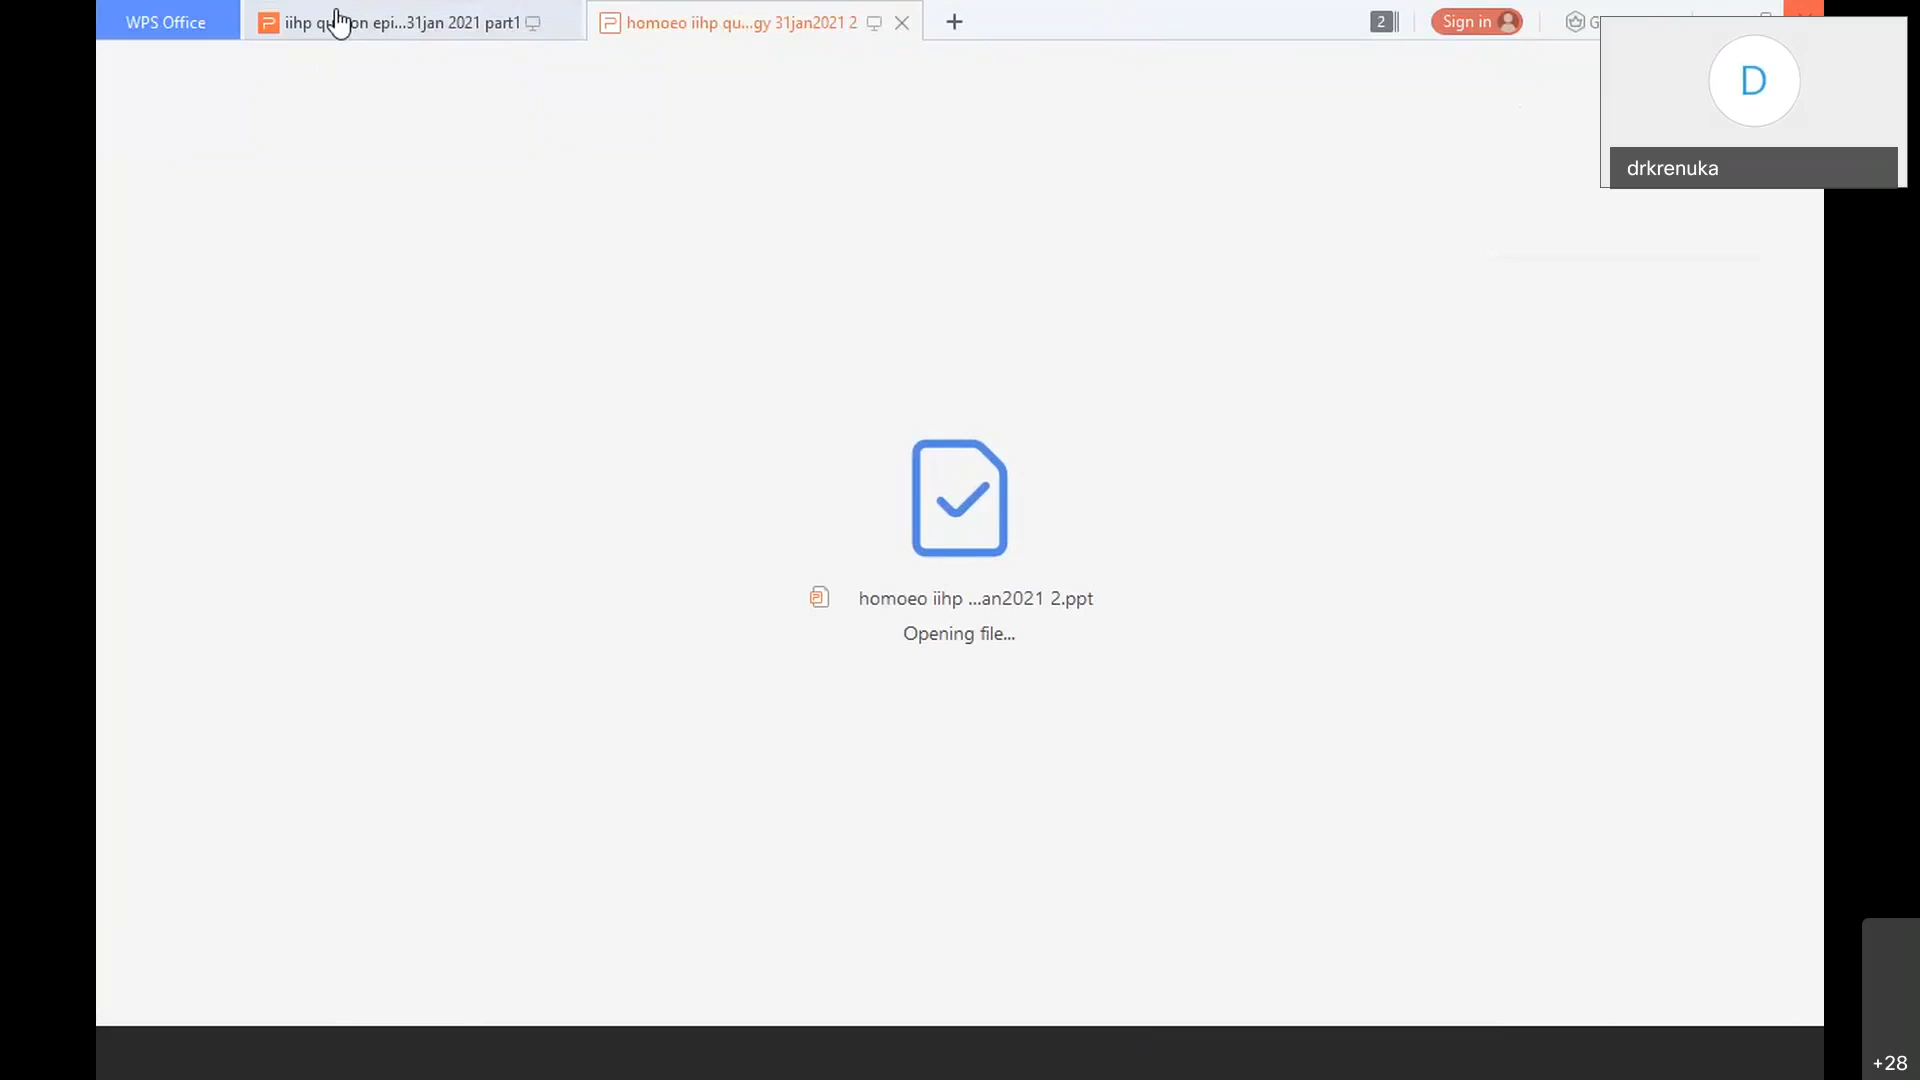 WPS Office
iihp qu on epi...31jan 2021 part1
homoeo iihp qu...gy 31jan2021 2
2
Sign in
G
D
drkrenuka
homoeo iihp ...an2021 2.ppt
Opening file...
+28